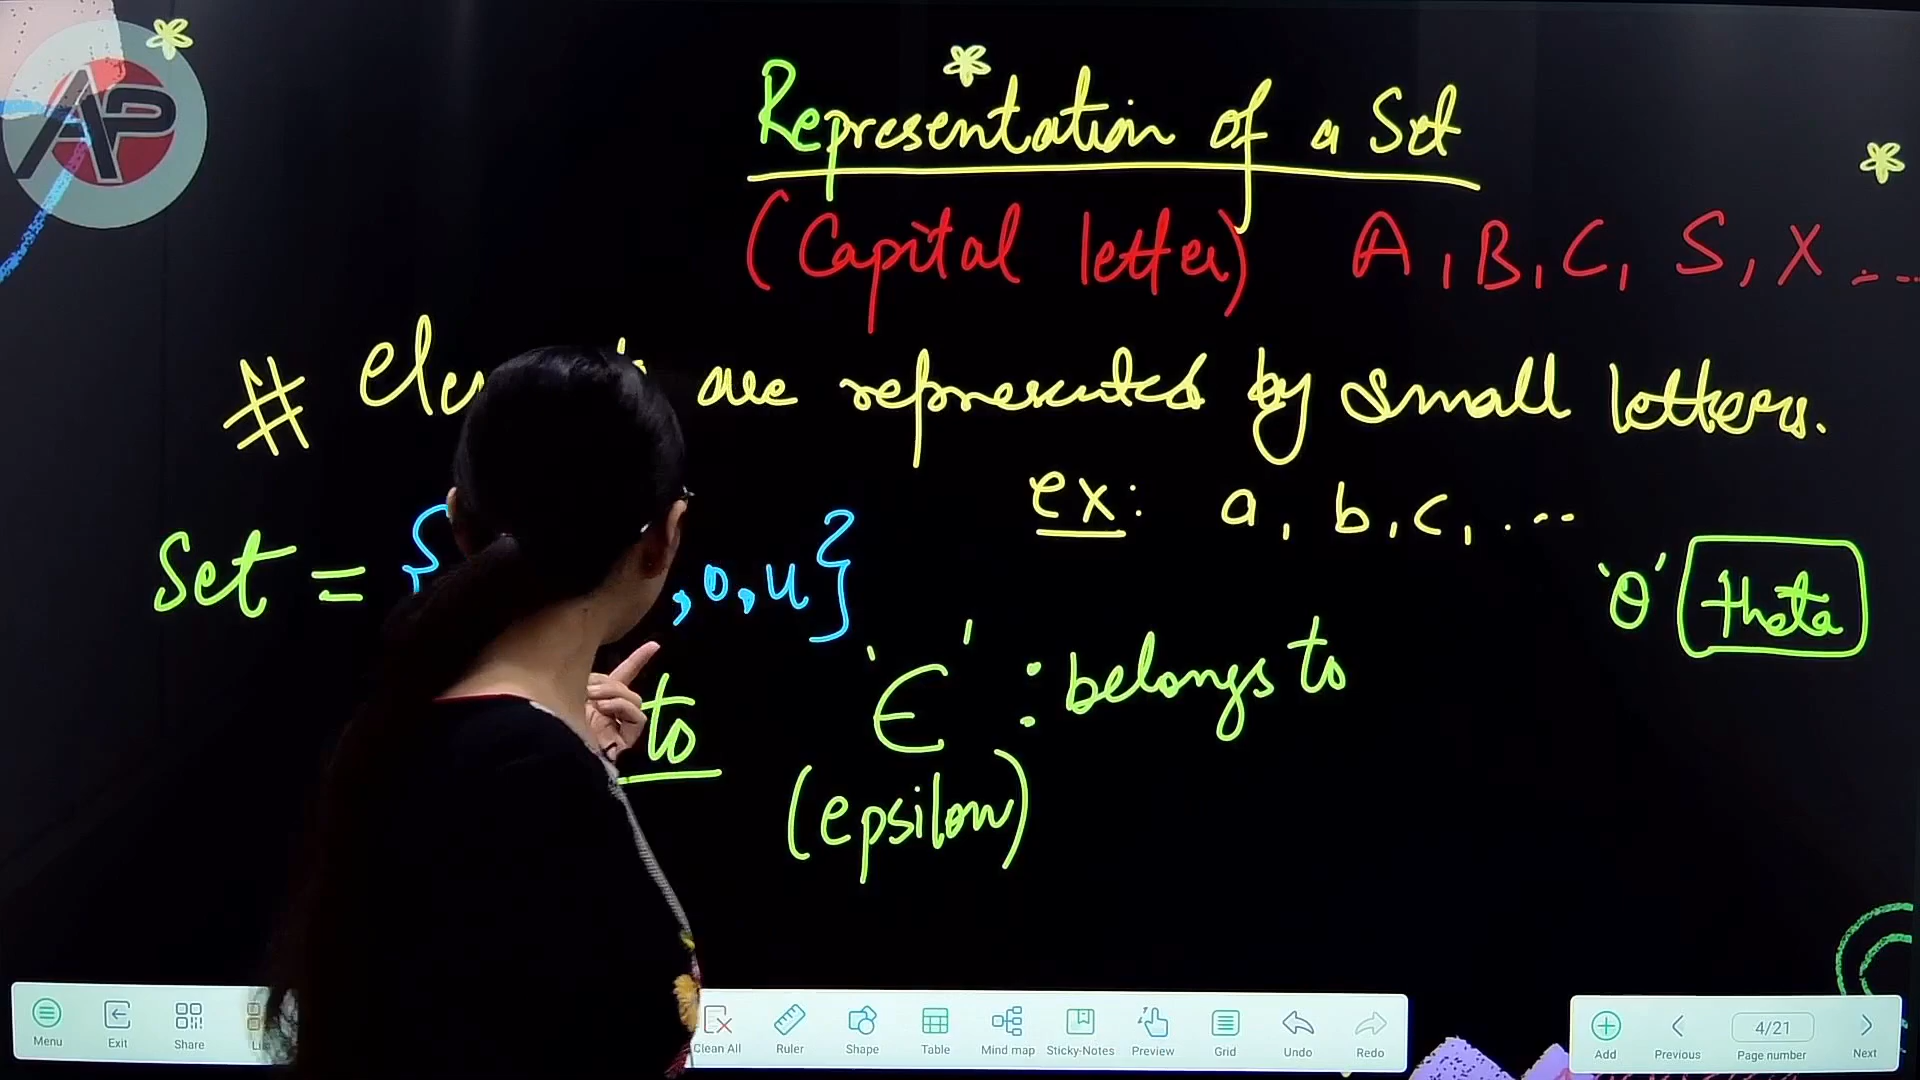 AP
Representation of a Set
(Capital letter) A, B, C, S, X ....
# are represented by small letters.
ex: a, b, c, ....
Set = { , o, u}
'θ' theta
to '∈' : belongs to
(epsilon)
Menu Exit Share Clean All Ruler Shape Table Mind map Sticky-Notes Preview Grid Undo Redo Add Previous 4/21 Page number Next